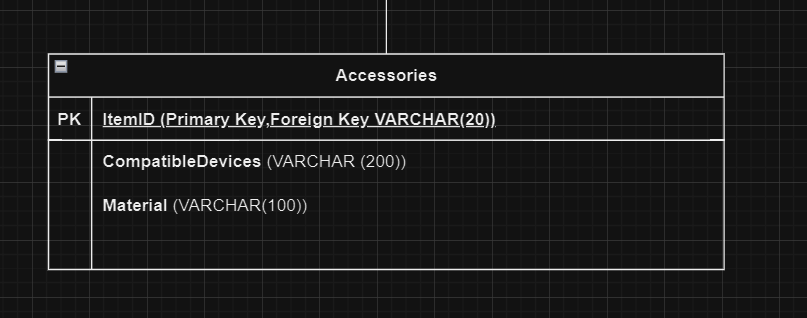 Accessories
PK ItemID (Primary Key,Foreign Key VARCHAR(20))
CompatibleDevices (VARCHAR (200))
Material (VARCHAR(100))